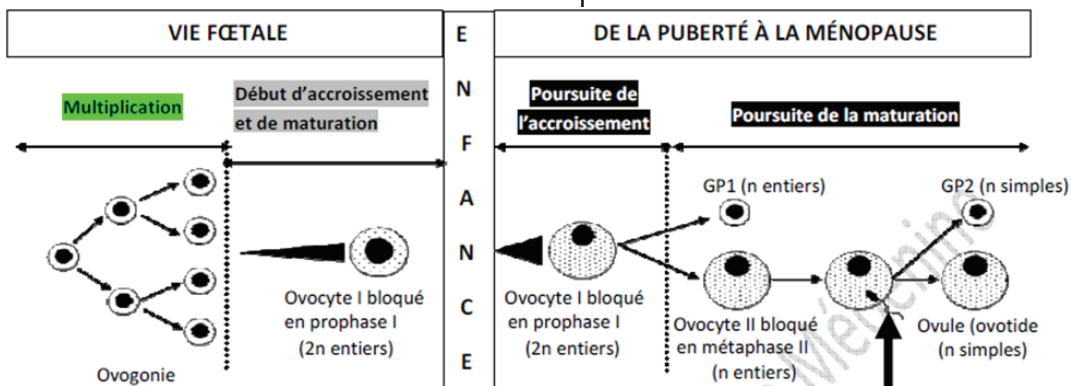 VIE FŒTALE
DE LA PUBERTÉ À LA MÉNOPAUSE
E
N
F
A
N
C
E
Multiplication
Début d'accroissement
et de maturation
Poursuite de
l'accroissement
Poursuite de la maturation
GP1 (n entiers)
GP2 (n simples)
Ovogonie
Ovocyte I bloqué
en prophase I
(2n entiers)
Ovocyte I bloqué
en prophase I
(2n entiers)
Ovocyte II bloqué
en métaphase II
(n entiers)
Ovule (ovotide
(n simples)